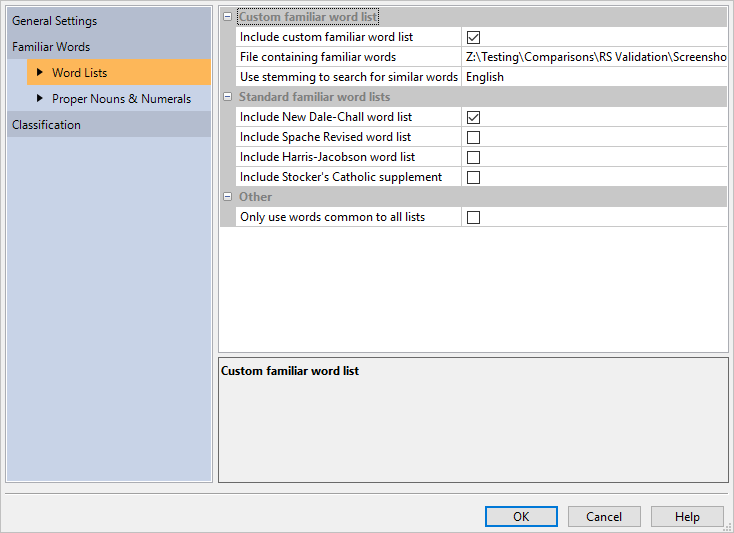 General Settings
Familiar Words
Word Lists
Proper Nouns & Numerals
Classification
Custom familiar word list
Include custom familiar word list
File containing familiar words Z:\Testing\Comparisons\RS Validation\Screensho
Use stemming to search for similar words English
Standard familiar word lists
Include New Dale-Chall word list
Include Spache Revised word list
Include Harris-Jacobson word list
Include Stocker's Catholic supplement
Other
Only use words common to all lists
Custom familiar word list
OK Cancel Help